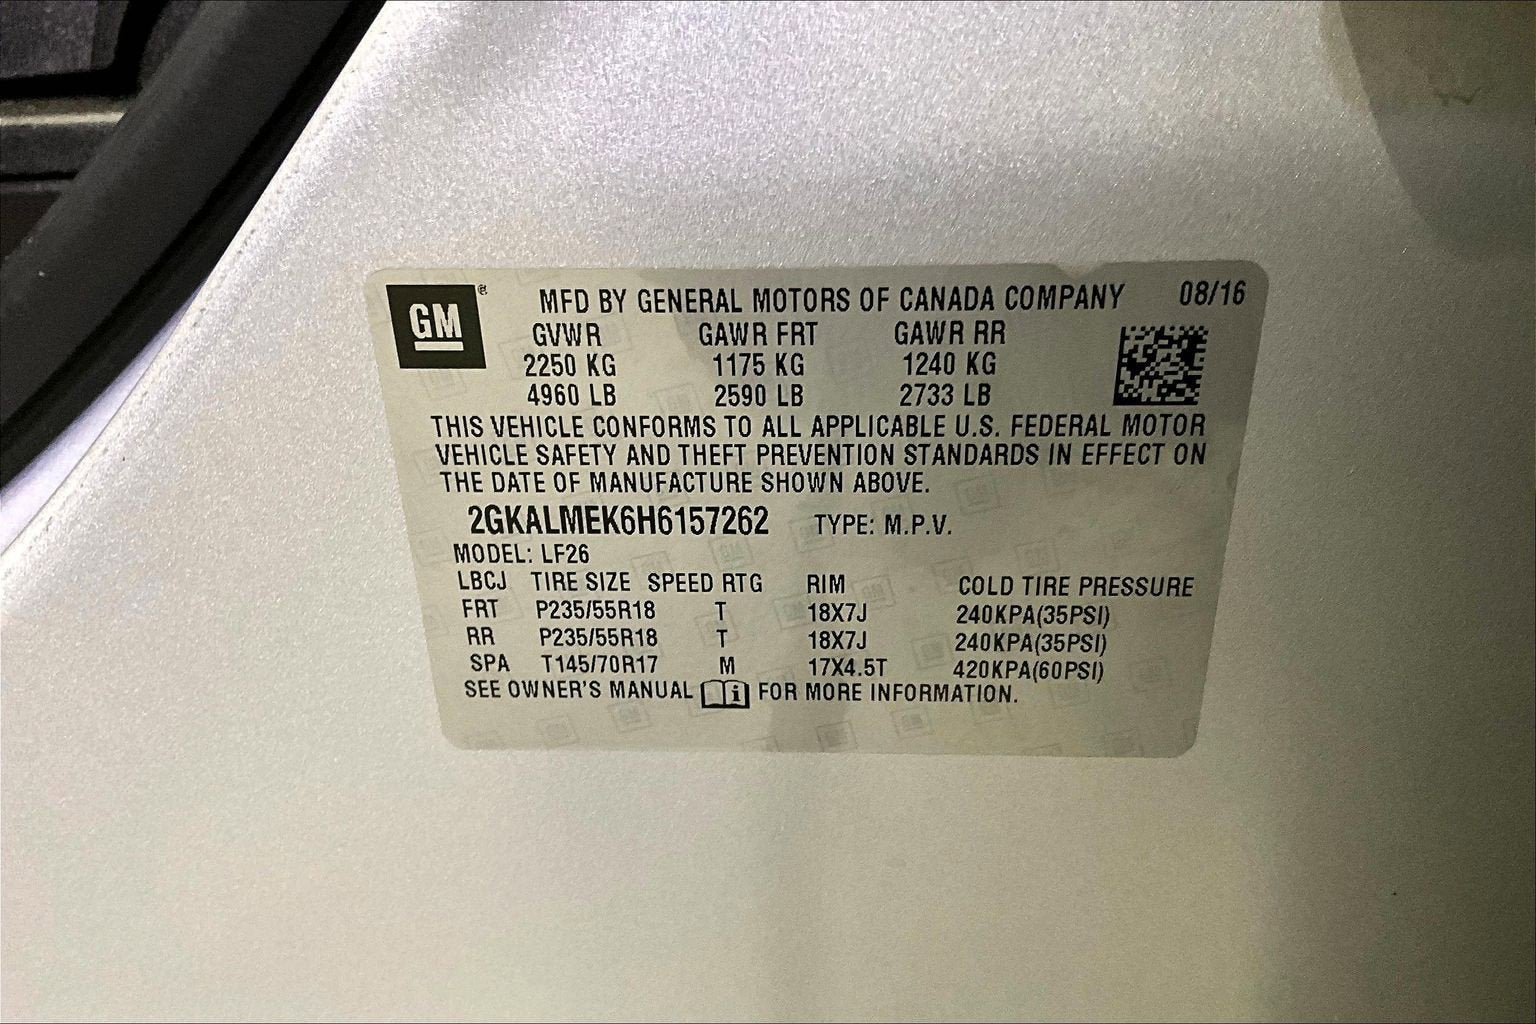 GM ® MFD BY GENERAL MOTORS OF CANADA COMPANY 08/16
GVWR GAWR FRT GAWR RR
2250 KG 1175 KG 1240 KG
4960 LB 2590 LB 2733 LB
THIS VEHICLE CONFORMS TO ALL APPLICABLE U.S. FEDERAL MOTOR
VEHICLE SAFETY AND THEFT PREVENTION STANDARDS IN EFFECT ON
THE DATE OF MANUFACTURE SHOWN ABOVE.
2GKALMEK6H6157262 TYPE: M.P.V.
MODEL: LF26
LBCJ TIRE SIZE SPEED RTG RIM COLD TIRE PRESSURE
FRT P235/55R18 T 18X7J 240KPA(35PSI)
RR P235/55R18 T 18X7J 240KPA(35PSI)
SPA T145/70R17 M 17X4.5T 420KPA(60PSI)
SEE OWNER'S MANUAL i FOR MORE INFORMATION.